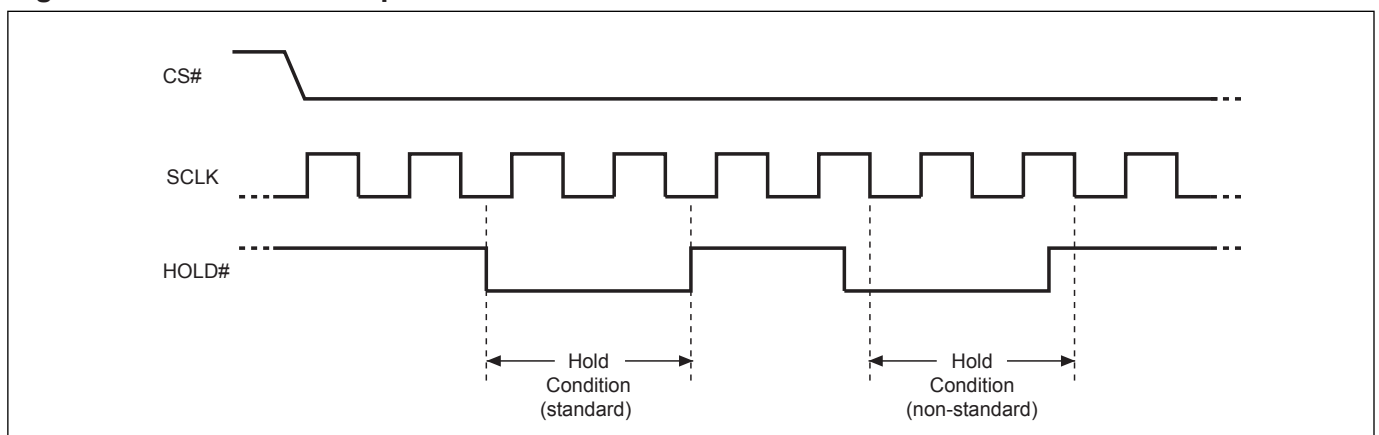 CS#
SCLK
HOLD#
Hold
Condition
(standard)
Hold
Condition
(non-standard)